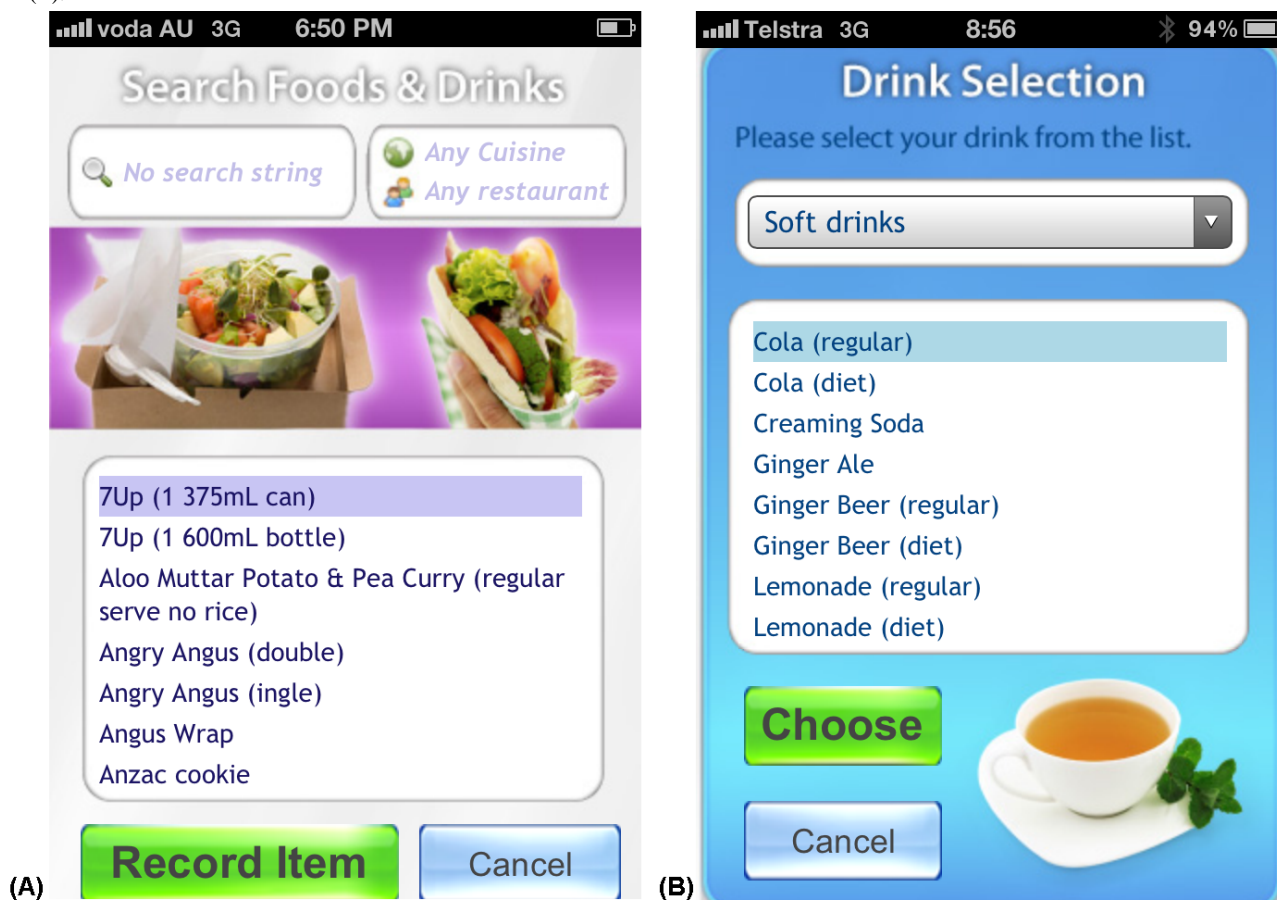 voda AU 3G 6:50 PM
Search Foods & Drinks
No search string
Any Cuisine
Any restaurant
7Up (1 375mL can)
7Up (1 600mL bottle)
Aloo Muttar Potato & Pea Curry (regular
serve no rice)
Angry Angus (double)
Angry Angus (ingle)
Angus Wrap
Anzac cookie
Record Item
Cancel
(A)
Telstra 3G 8:56 94%
Drink Selection
Please select your drink from the list.
Soft drinks
Cola (regular)
Cola (diet)
Creaming Soda
Ginger Ale
Ginger Beer (regular)
Ginger Beer (diet)
Lemonade (regular)
Lemonade (diet)
Choose
Cancel
(B)